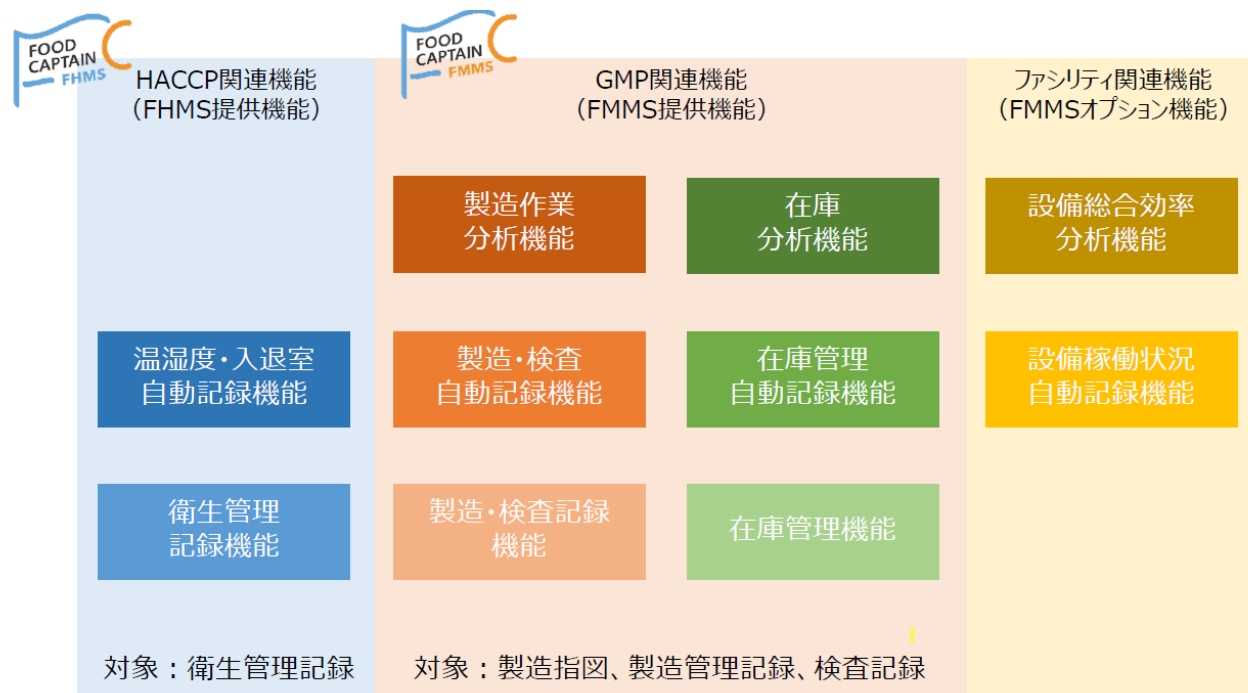 FOOD
CAPTAIN
FHMS
HACCP関連機能
（FHMS提供機能）
FOOD
CAPTAIN
FMMS
GMP関連機能
（FMMS提供機能）
ファシリティ関連機能
（FMMSオプション機能）
製造作業
分析機能
在庫
分析機能
設備総合効率
分析機能
温湿度・入退室
自動記録機能
製造・検査
自動記録機能
在庫管理
自動記録機能
設備稼働状況
自動記録機能
衛生管理
記録機能
製造・検査記録
機能
在庫管理機能
対象：衛生管理記録
対象：製造指図、製造管理記録、検査記録